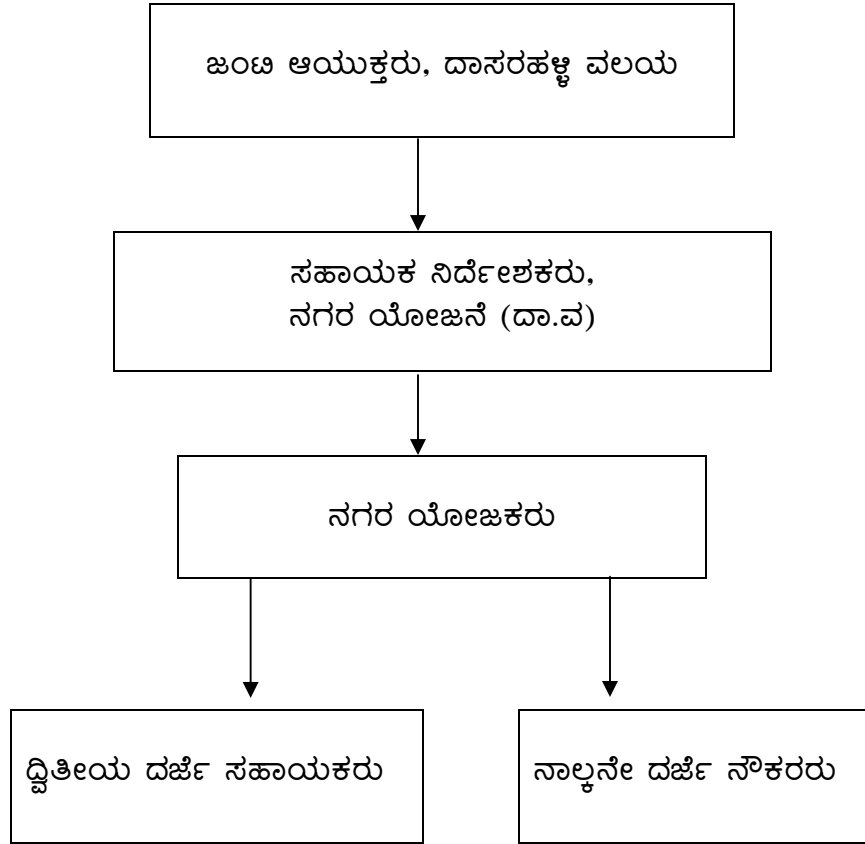 ಜಂಟಿ ಆಯುಕ್ತರು, ದಾಸರಹಳ್ಳಿ ವಲಯ
ಸಹಾಯಕ ನಿರ್ದೇಶಕರು,
ನಗರ ಯೋಜನೆ (ದಾ.ವ)
ನಗರ ಯೋಜಕರು
ದ್ವಿತೀಯ ದರ್ಜೆ ಸಹಾಯಕರು
ನಾಲ್ಕನೇ ದರ್ಜೆ ನೌಕರರು